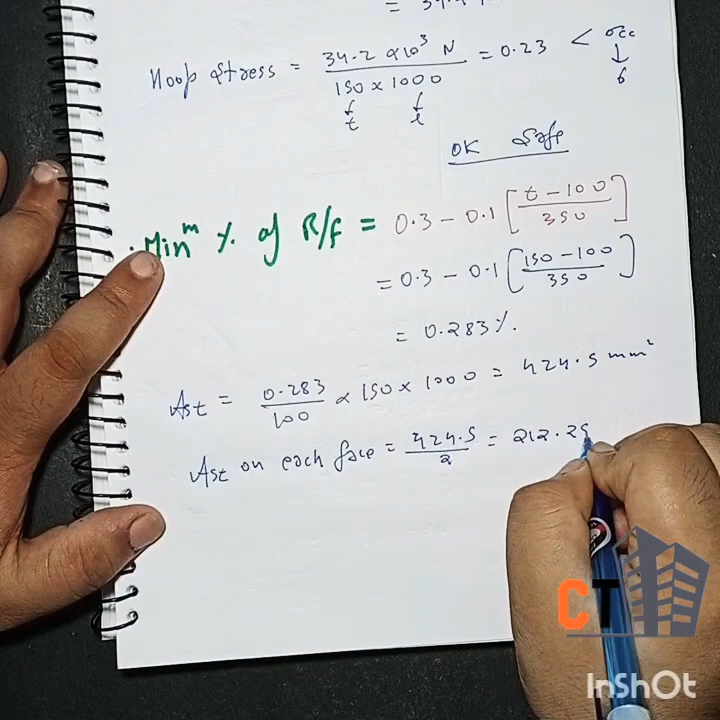 Hoop Stress = 34.2 x 10³ N / 150 x 1000 = 0.23 < σcc
↓ t ↓ l ↓ 6
OK Safe
Minᵐ % of R/f = 0.3 - 0.1 [t - 100 / 350]
= 0.3 - 0.1 [150 - 100 / 350]
= 0.283 %.
Ast = 0.283 / 100 x 150 x 1000 = 424.5 mm²
Ast on each face = 424.5 / 2 = 212.25
CT
InShOt